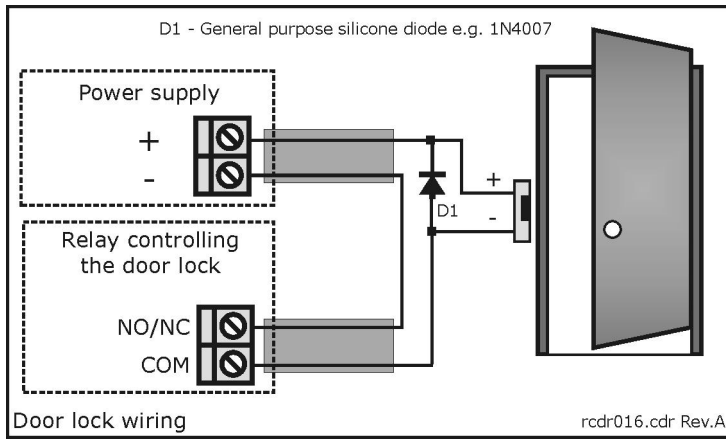 D1 - General purpose silicone diode e.g. 1N4007
Power supply
+
-
+
D1
-
Relay controlling
the door lock
NO/NC
COM
Door lock wiring
rcdr016.cdr Rev.A